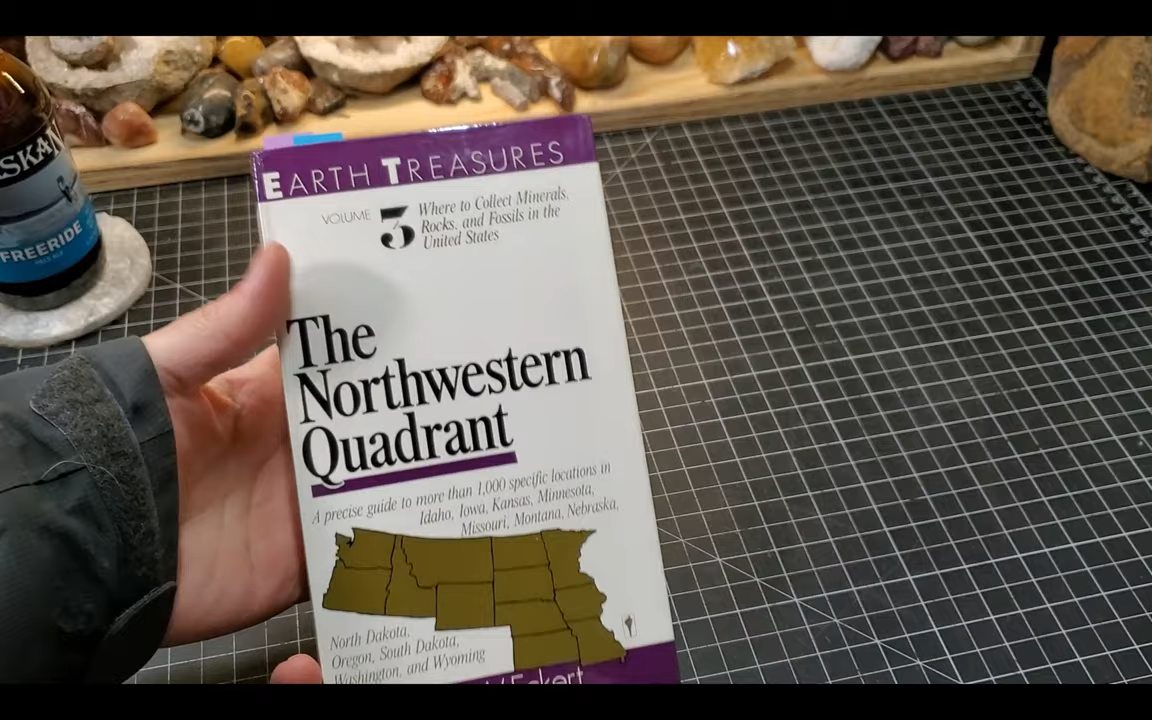 EARTH TREASURES
VOLUME 3
Where to Collect Minerals,
Rocks, and Fossils in the
United States
The
Northwestern
Quadrant
A precise guide to more than 1,000 specific locations in
Idaho, Iowa, Kansas, Minnesota,
Missouri, Montana, Nebraska,
North Dakota,
Oregon, South Dakota,
Washington, and Wyoming
Eckert
SKAN
FREERIDE